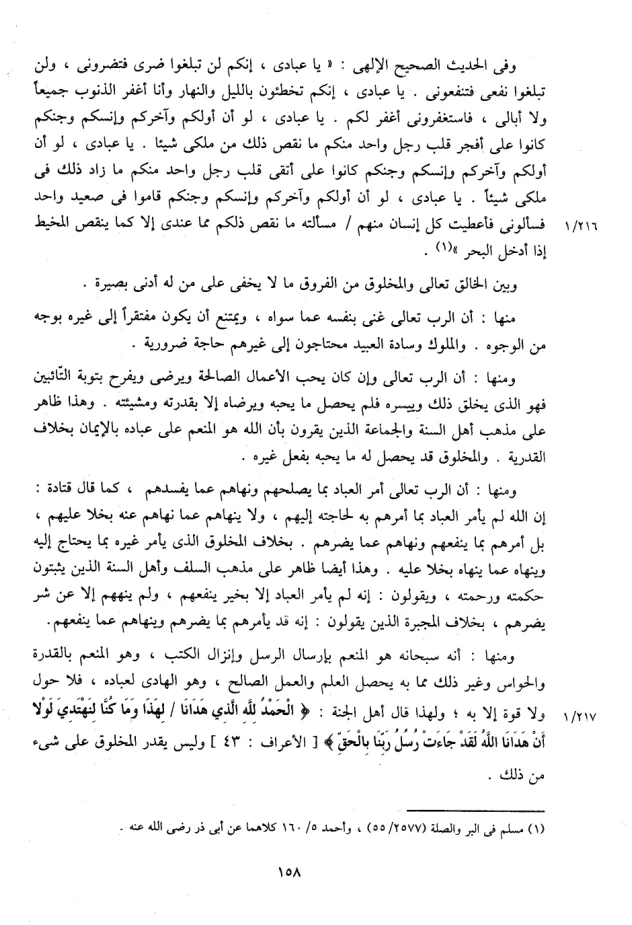 وفى الحديث الصحيح الإلهى : « يا عبادى ، إنكم لن تبلغوا ضرى فتضرونى ، ولن
تبلغوا نفعى فتنفعونى . يا عبادى ، إنكم تخطئون بالليل والنهار وأنا أغفر الذنوب جميعاً
ولا أبالى ، فاستغفرونى أغفر لكم . يا عبادى ، لو أن أولكم وآخركم وإنسكم وجنكم
كانوا على أفجر قلب رجل واحد منكم ما نقص ذلك من ملكى شيئا . يا عبادى ، لو أن
أولكم وآخركم وإنسكم وجنكم كانوا على أتقى قلب رجل واحد منكم ما زاد ذلك فى
ملكى شيئاً . يا عبادى ، لو أن أولكم وآخركم وإنسكم وجنكم قاموا فى صعيد واحد
فسألونى فأعطيت كل إنسان منهم / مسألته ما نقص ذلكم مما عندى إلا كما ينقص المخيط ١/٢١٦
إذا أدخل البحر »(١) .
وبين الخالق تعالى والمخلوق من الفروق ما لا يخفى على من له أدنى بصيرة .
منها : أن الرب تعالى غنى بنفسه عما سواه ، ويمتنع أن يكون مفتقراً إلى غيره بوجه
من الوجوه . والملوك وسادة العبيد محتاجون إلى غيرهم حاجة ضرورية .
ومنها : أن الرب تعالى وإن كان يحب الأعمال الصالحة ويرضى ويفرح بتوبة التائبين
فهو الذى يخلق ذلك وييسره فلم يحصل ما يحبه ويرضاه إلا بقدرته ومشيئته . وهذا ظاهر
على مذهب أهل السنة والجماعة الذين يقرون بأن الله هو المنعم على عباده بالإيمان بخلاف
القدرية . والمخلوق قد يحصل له ما يحبه بفعل غيره .
ومنها : أن الرب تعالى أمر العباد بما يصلحهم ونهاهم عما يفسدهم ، كما قال قتادة :
إن الله لم يأمر العباد بما أمرهم به لحاجته إليهم ، ولا ينهاهم عما نهاهم عنه بخلا عليهم ،
بل أمرهم بما ينفعهم ونهاهم عما يضرهم . بخلاف المخلوق الذى يأمر غيره بما يحتاج إليه
وينهاه عما ينهاه بخلا عليه . وهذا أيضا ظاهر على مذهب السلف وأهل السنة الذين يثبتون
حكمته ورحمته ، ويقولون : إنه لم يأمر العباد إلا بخير ينفعهم ، ولم ينههم إلا عن شر
يضرهم ، بخلاف المجبرة الذين يقولون : إنه قد يأمرهم بما يضرهم وينهاهم عما ينفعهم.
ومنها : أنه سبحانه هو المنعم بإرسال الرسل وإنزال الكتب ، وهو المنعم بالقدرة
والحواس وغير ذلك مما به يحصل العلم والعمل الصالح ، وهو الهادى لعباده ، فلا حول
ولا قوة إلا به ؛ ولهذا قال أهل الجنة : ﴿ الْحَمْدُ لِلَّهِ الَّذِي هَدَانَا / لِهَذَا وَمَا كُنَّا لِنَهْتَدِيَ لَوْلا ١/٢١٧
أَنْ هَدَانَا اللَّهُ لَقَدْ جَاءَتْ رُسُلُ رَبِّنَا بِالْحَقِّ ﴾ [ الأعراف : ٤٣ ] وليس يقدر المخلوق على شىء
من ذلك .
(١) مسلم فى البر والصلة (٢٥٧٧/ ٥٥) ، وأحمد ٥/ ١٦٠ كلاهما عن أبى ذر رضى الله عنه .
١٥٨